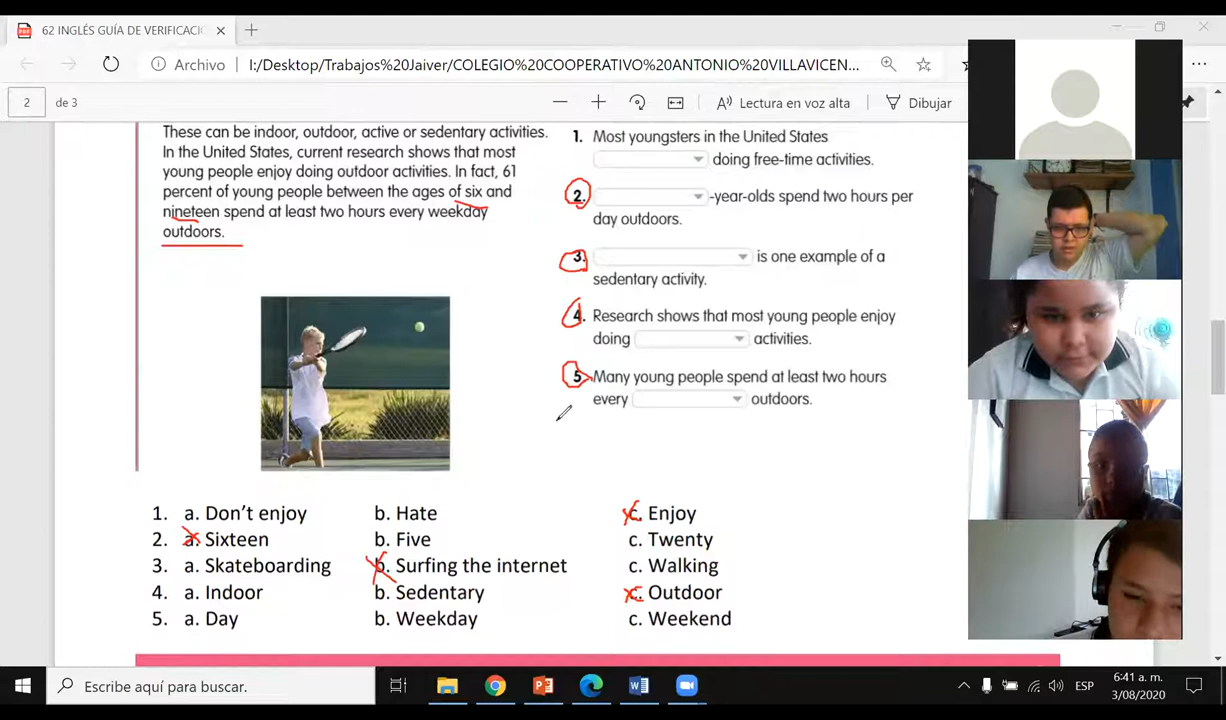 62 INGLÉS GUÍA DE VERIFICACI
Archivo
I:/Desktop/Trabajos%20Jaiver/COLEGIO%20COOPERATIVO%20ANTONIO%20VILLAVICEN...
2 de 3
Lectura en voz alta
Dibujar
These can be indoor, outdoor, active or sedentary activities.
In the United States, current research shows that most
young people enjoy doing outdoor activities. In fact, 61
percent of young people between the ages of six and
nineteen spend at least two hours every weekday
outdoors.
1. Most youngsters in the United States
doing free-time activities.
2. -year-olds spend two hours per
day outdoors.
3. is one example of a
sedentary activity.
4. Research shows that most young people enjoy
doing activities.
5. Many young people spend at least two hours
every outdoors.
1. a. Don't enjoy b. Hate c. Enjoy
2. a. Sixteen b. Five c. Twenty
3. a. Skateboarding b. Surfing the internet c. Walking
4. a. Indoor b. Sedentary c. Outdoor
5. a. Day b. Weekday c. Weekend
Escribe aquí para buscar.
ESP
6:41 a. m.
3/08/2020